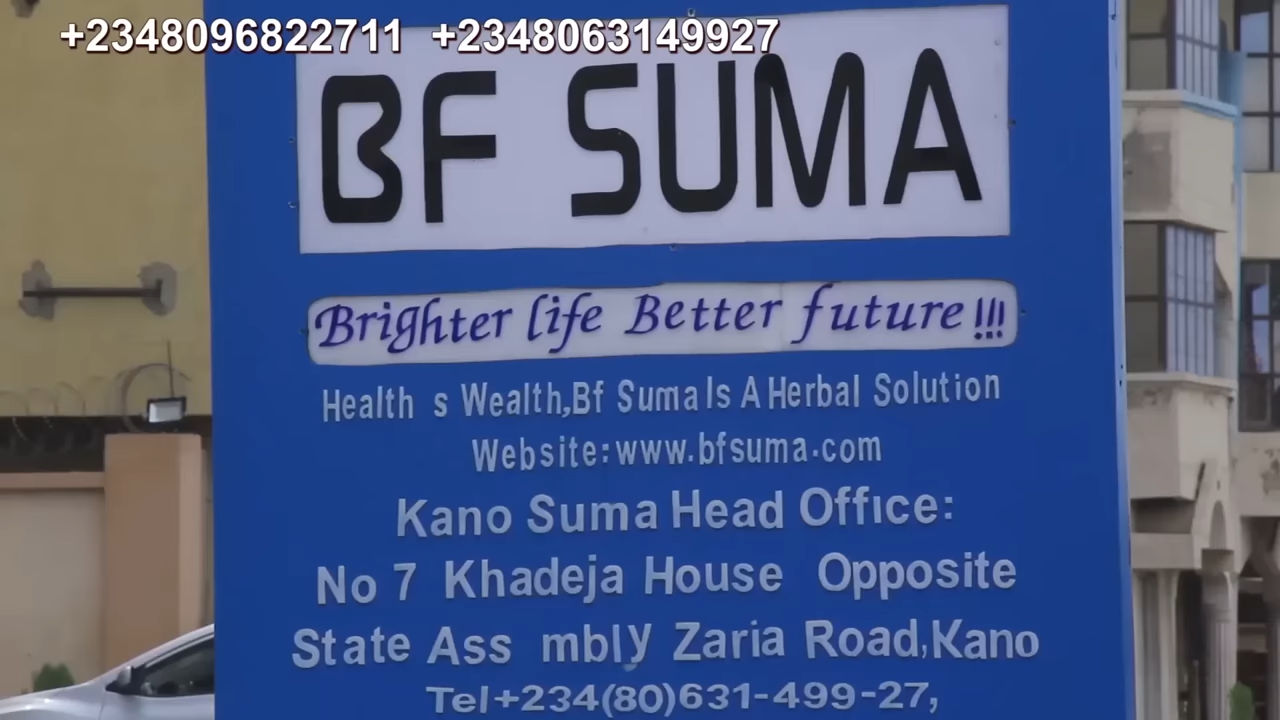 +2348096822711 +2348063149927
BF SUMA
Brighter life Better future!!!
Health s Wealth,Bf Suma Is A Herbal Solution
Website:www.bfsuma.com
Kano Suma Head Office:
No 7 Khadeja House Opposite
State Ass mbly Zaria Road,Kano
Tel+234(80)631-499-27,